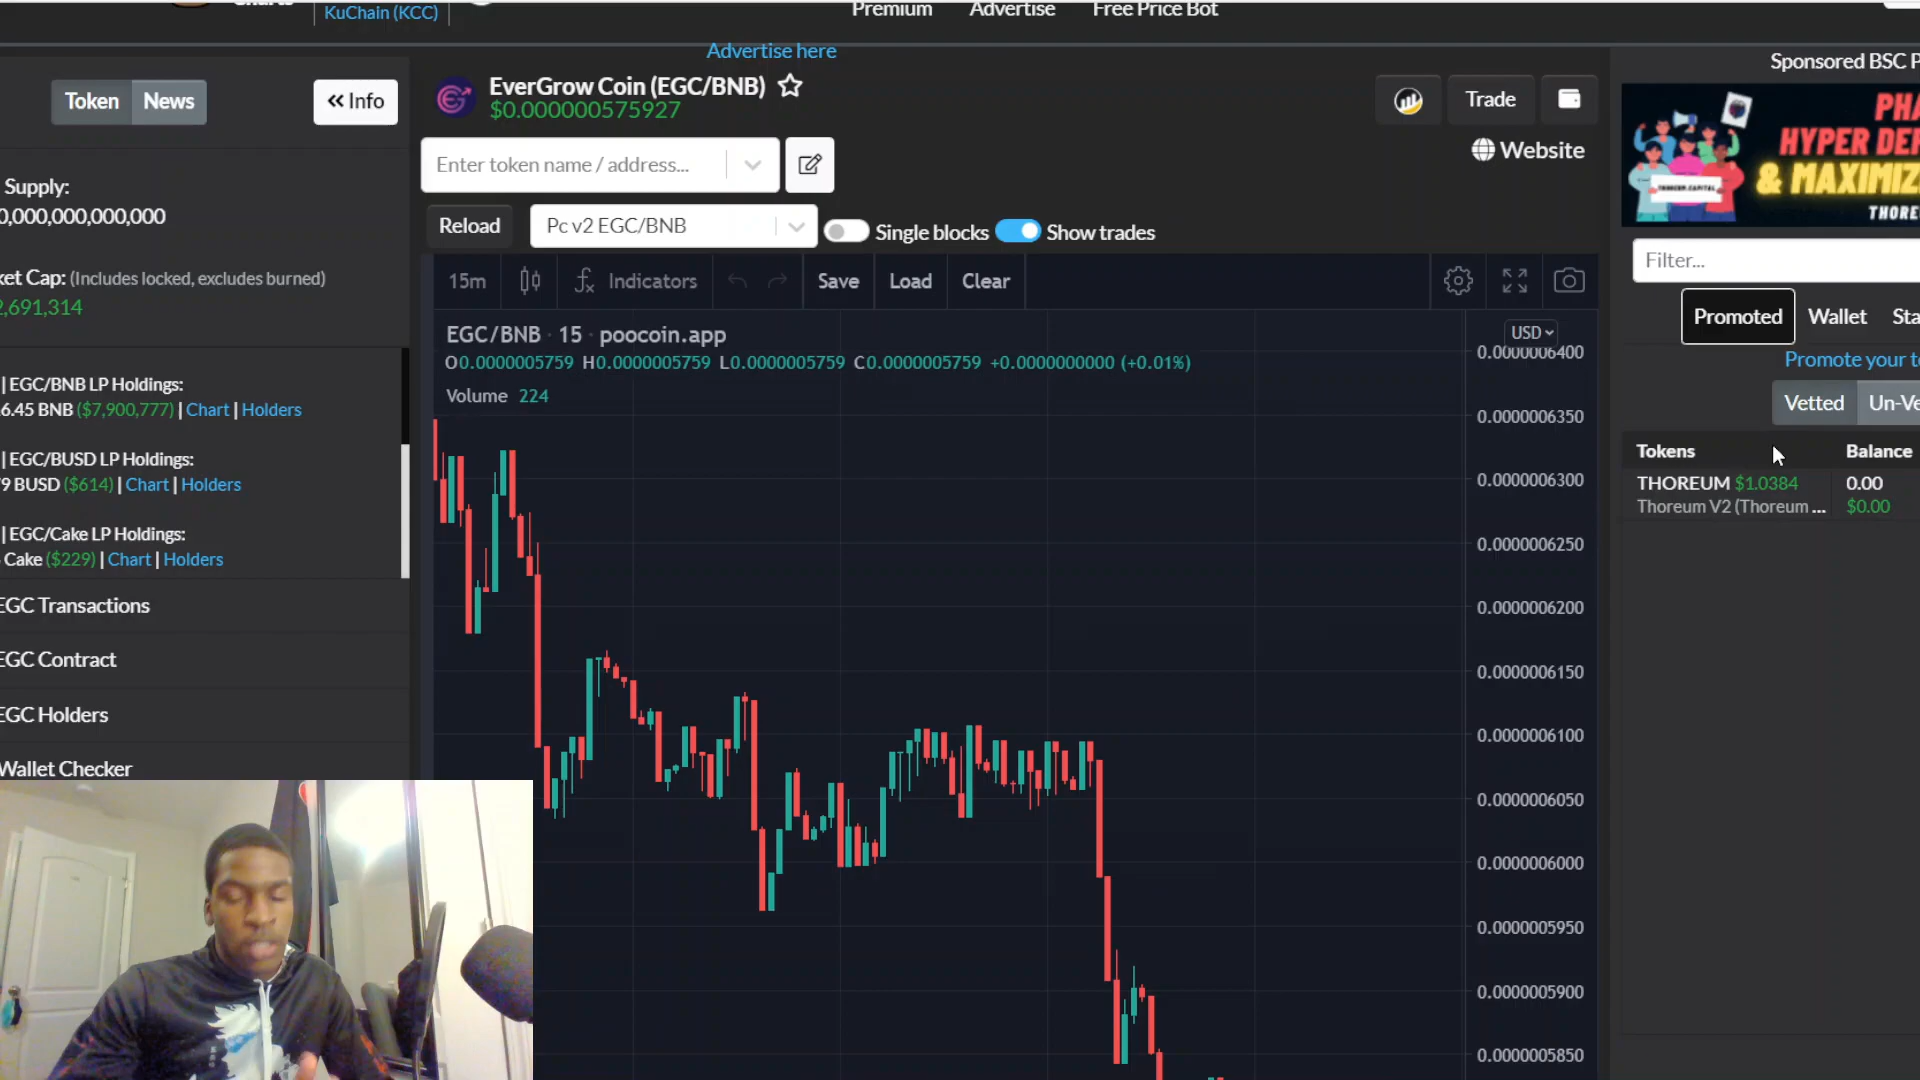 KuChain (KCC)
Premium
Advertise
Free Price Bot
Advertise here
Token
News
« Info
Supply:
0,000,000,000,000
ket Cap: (Includes locked, excludes burned)
2,691,314
| EGC/BNB LP Holdings:
6.45 BNB ($7,900,777) | Chart | Holders
| EGC/BUSD LP Holdings:
9 BUSD ($614) | Chart | Holders
| EGC/Cake LP Holdings:
Cake ($229) | Chart | Holders
EGC Transactions
EGC Contract
EGC Holders
Wallet Checker
EverGrow Coin (EGC/BNB)
$0.000000575927
Trade
Website
Enter token name / address...
Reload
Pc v2 EGC/BNB
Single blocks
Show trades
15m
Indicators
Save
Load
Clear
EGC/BNB · 15 · poocoin.app
O0.0000005759 H0.0000005759 L0.0000005759 C0.0000005759 +0.0000000000 (+0.01%)
Volume 224
USD
0.0000006400
0.0000006350
0.0000006300
0.0000006250
0.0000006200
0.0000006150
0.0000006100
0.0000006050
0.0000006000
0.0000005950
0.0000005900
0.0000005850
Sponsored BSC P
PHA
HYPER DEF
& MAXIMIZ
THORE
Filter...
Promoted
Wallet
Sta
Promote your to
Vetted
Un-Ve
Tokens
Balance
THOREUM $1.0384
0.00
Thoreum V2 (Thoreum ...
$0.00